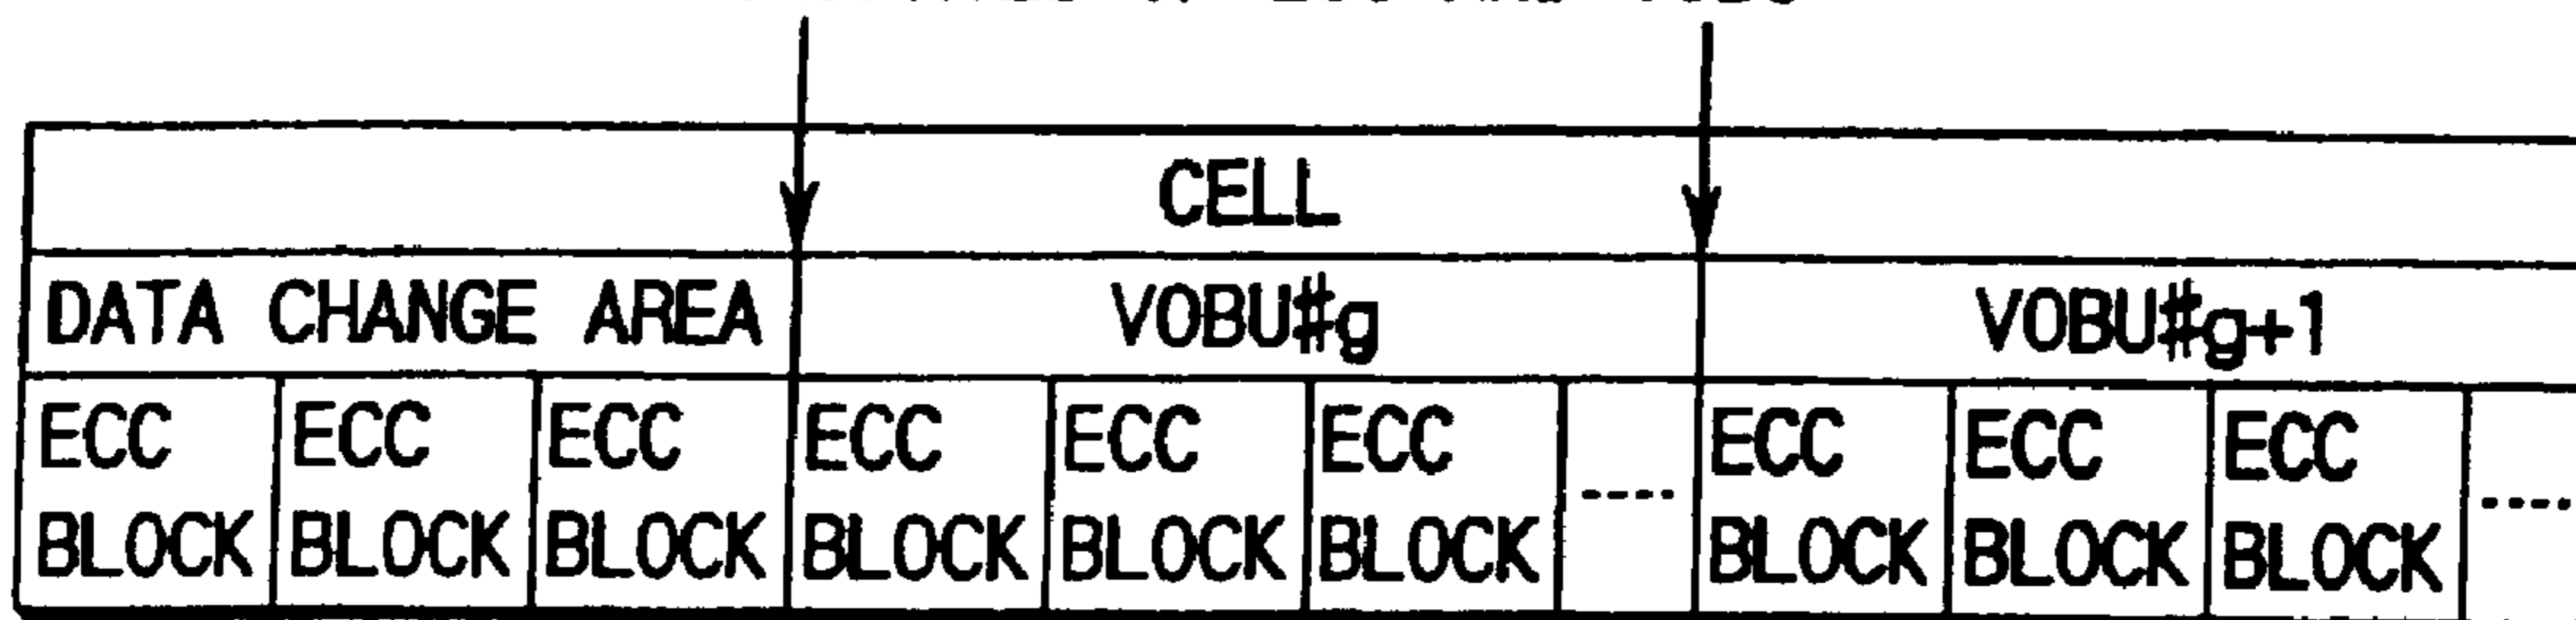 CELL
DATA CHANGE AREA VOBU#g VOBU#g+1
ECC ECC ECC ECC ECC ECC ECC ECC ECC
BLOCK BLOCK BLOCK BLOCK BLOCK BLOCK ---- BLOCK BLOCK BLOCK ----